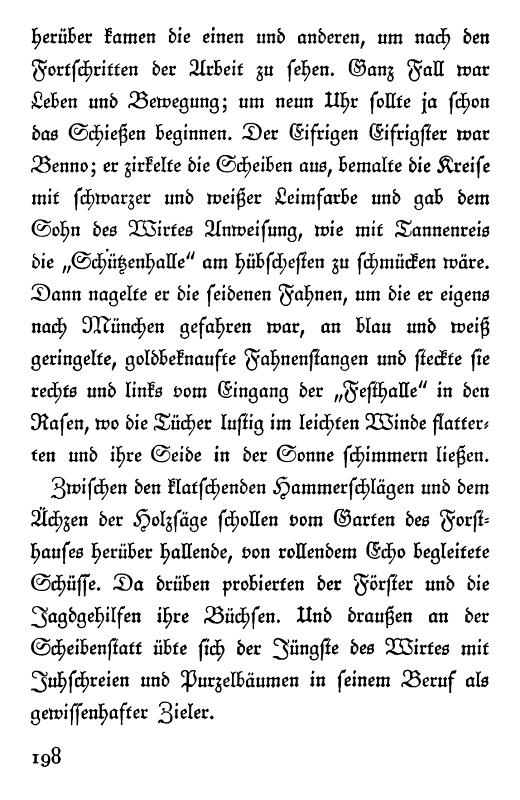 herüber kamen die einen und anderen, um nach den
Fortschritten der Arbeit zu sehen. Ganz Fall war
Leben und Bewegung; um neun Uhr sollte ja schon
das Schießen beginnen. Der Eifrigen Eifrigster war
Benno; er zirkelte die Scheiben aus, bemalte die Kreise
mit schwarzer und weißer Leimfarbe und gab dem
Sohn des Wirtes Anweisung, wie mit Tannenreis
die „Schützenhalle“ am hübschesten zu schmücken wäre.
Dann nagelte er die seidenen Fahnen, um die er eigens
nach München gefahren war, an blau und weiß
geringelte, goldbeknaufte Fahnenstangen und steckte sie
rechts und links vom Eingang der „Festhalle“ in den
Rasen, wo die Tücher lustig im leichten Winde flatter-
ten und ihre Seide in der Sonne schimmern ließen.
Zwischen den klatschenden Hammerschlägen und dem
Ächzen der Holzsäge schollen vom Garten des Forst-
hauses herüber hallende, von rollendem Echo begleitete
Schüsse. Da drüben probierten der Förster und die
Jagdgehilfen ihre Büchsen. Und draußen an der
Scheibenstatt übte sich der Jüngste des Wirtes mit
Juhschreien und Purzelbäumen in seinem Beruf als
gewissenhafter Zieler.
198